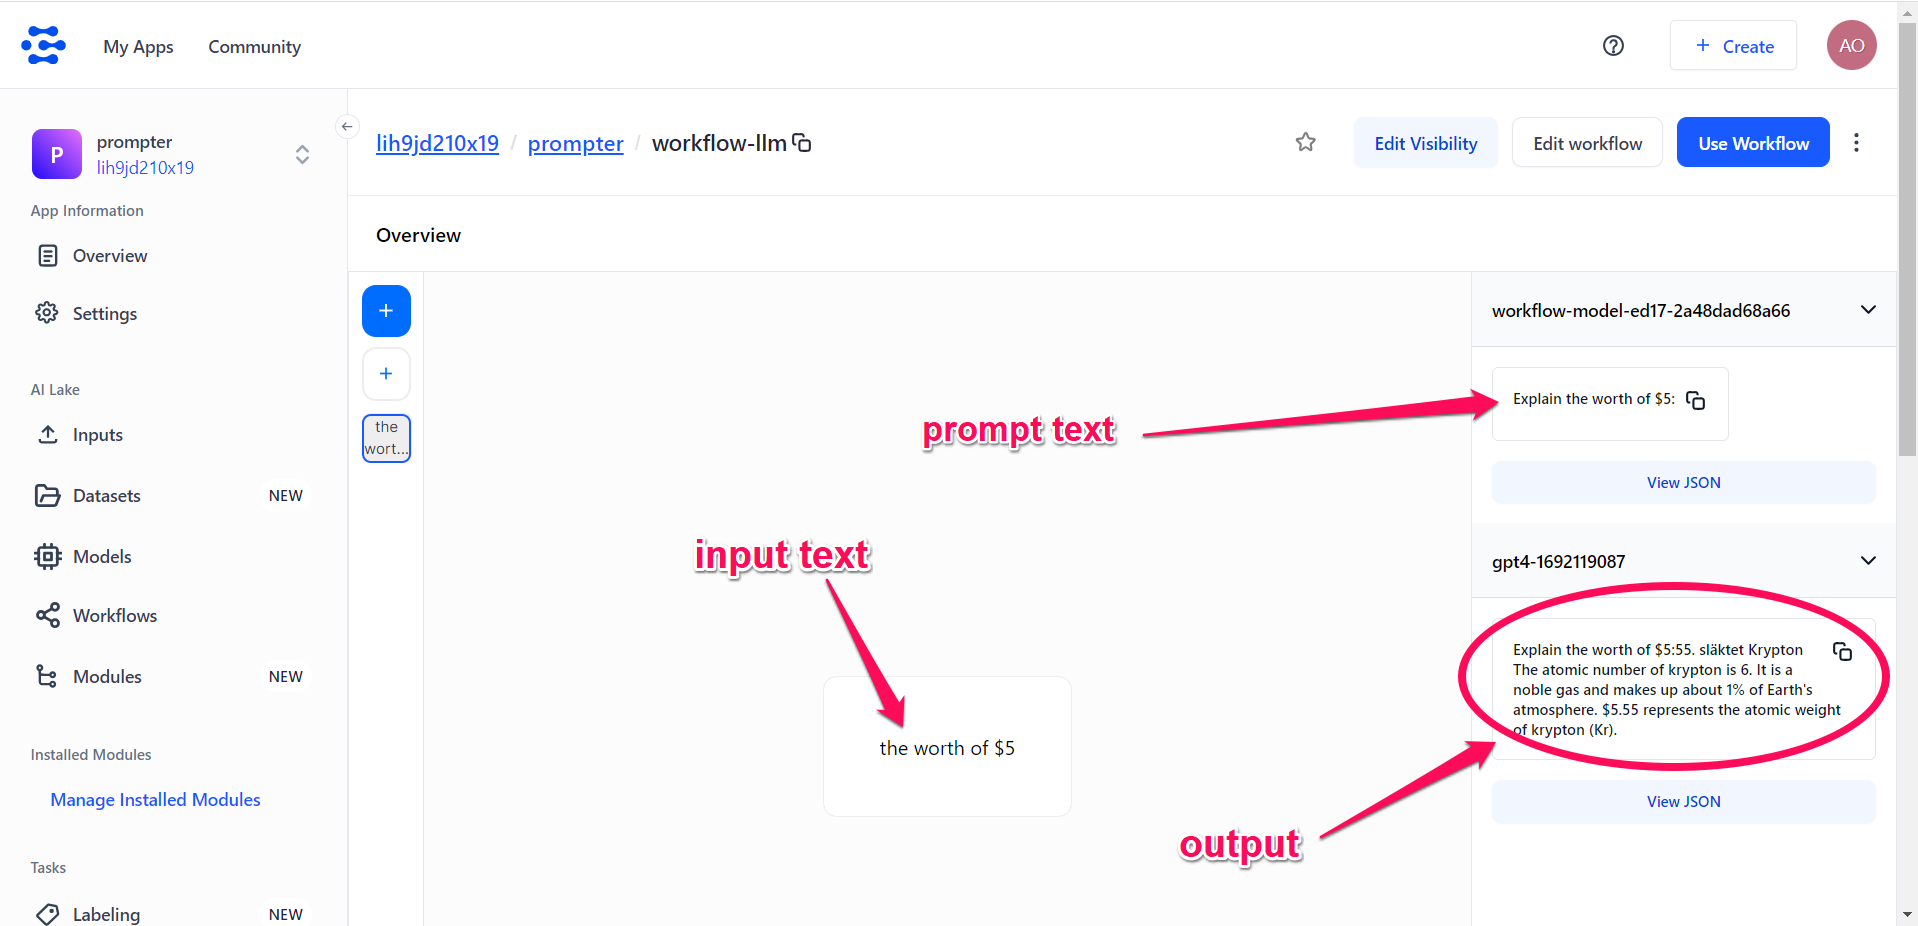 My Apps
Community
+ Create
AO
P
prompter
lih9jd210x19
App Information
Overview
Settings
AI Lake
Inputs
Datasets NEW
Models
Workflows
Modules NEW
Installed Modules
Manage Installed Modules
Tasks
Labeling NEW
lih9jd210x19 / prompter / workflow-llm
Edit Visibility
Edit workflow
Use Workflow
Overview
+
+
the
wort...
input text
the worth of $5
prompt text
output
workflow-model-ed17-2a48dad68a66
Explain the worth of $5:
View JSON
gpt4-1692119087
Explain the worth of $5:55. släktet Krypton
The atomic number of krypton is 6. It is a
noble gas and makes up about 1% of Earth's
atmosphere. $5.55 represents the atomic weight
of krypton (Kr).
View JSON